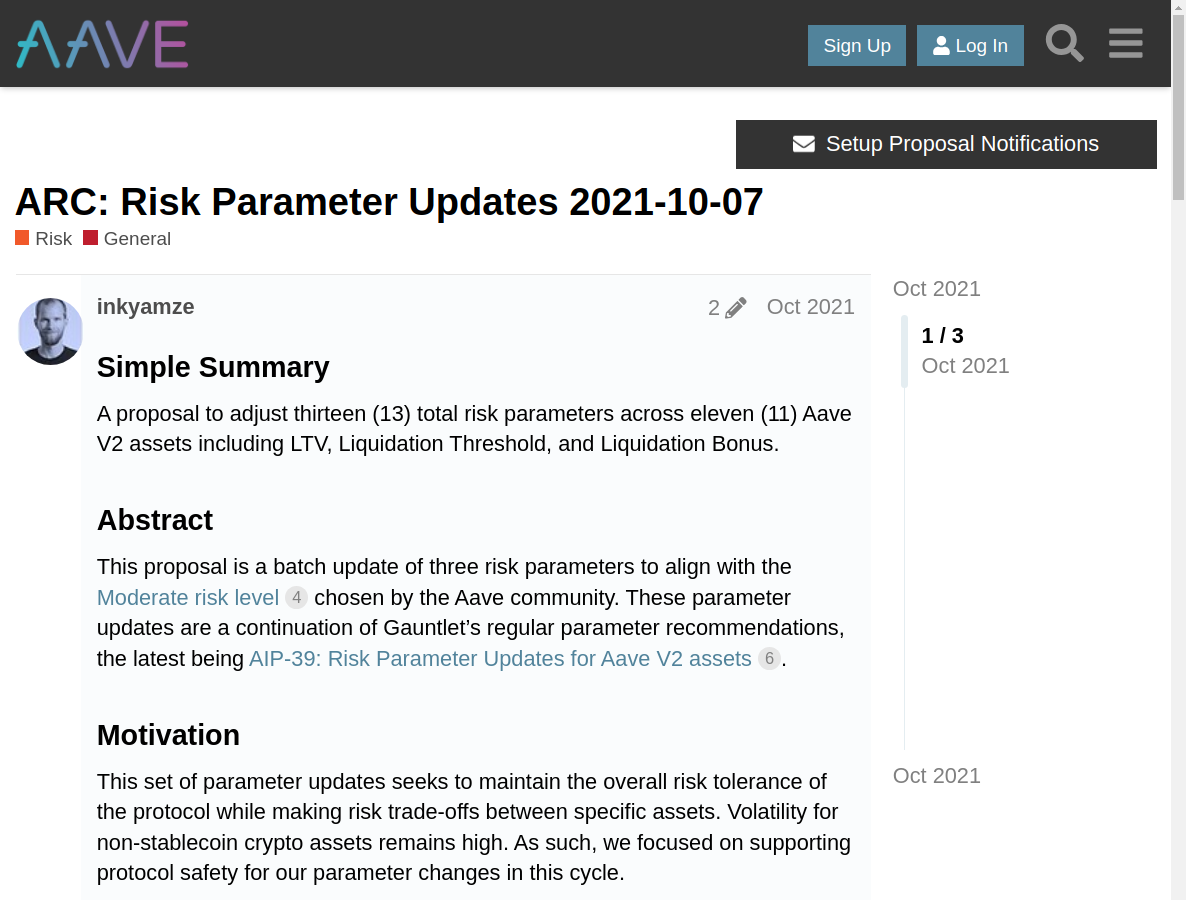 AAVE
Sign Up
Log In
Setup Proposal Notifications
ARC: Risk Parameter Updates 2021-10-07
Risk General
inkyamze 2 Oct 2021
Simple Summary
A proposal to adjust thirteen (13) total risk parameters across eleven (11) Aave
V2 assets including LTV, Liquidation Threshold, and Liquidation Bonus.
Abstract
This proposal is a batch update of three risk parameters to align with the
Moderate risk level 4 chosen by the Aave community. These parameter
updates are a continuation of Gauntlet’s regular parameter recommendations,
the latest being AIP-39: Risk Parameter Updates for Aave V2 assets 6 .
Motivation
This set of parameter updates seeks to maintain the overall risk tolerance of
the protocol while making risk trade-offs between specific assets. Volatility for
non-stablecoin crypto assets remains high. As such, we focused on supporting
protocol safety for our parameter changes in this cycle.
Oct 2021
1 / 3
Oct 2021
Oct 2021